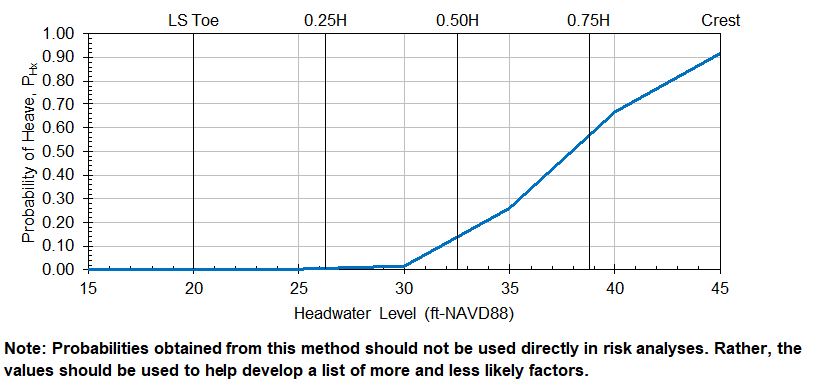 LS Toe 0.25H 0.50H 0.75H Crest
1.00
0.90
0.80
0.70
0.60
0.50
0.40
0.30
0.20
0.10
0.00
Probability of Heave, PHx
15 20 25 30 35 40 45
Headwater Level (ft-NAVD88)
Note: Probabilities obtained from this method should not be used directly in risk analyses. Rather, the
values should be used to help develop a list of more and less likely factors.